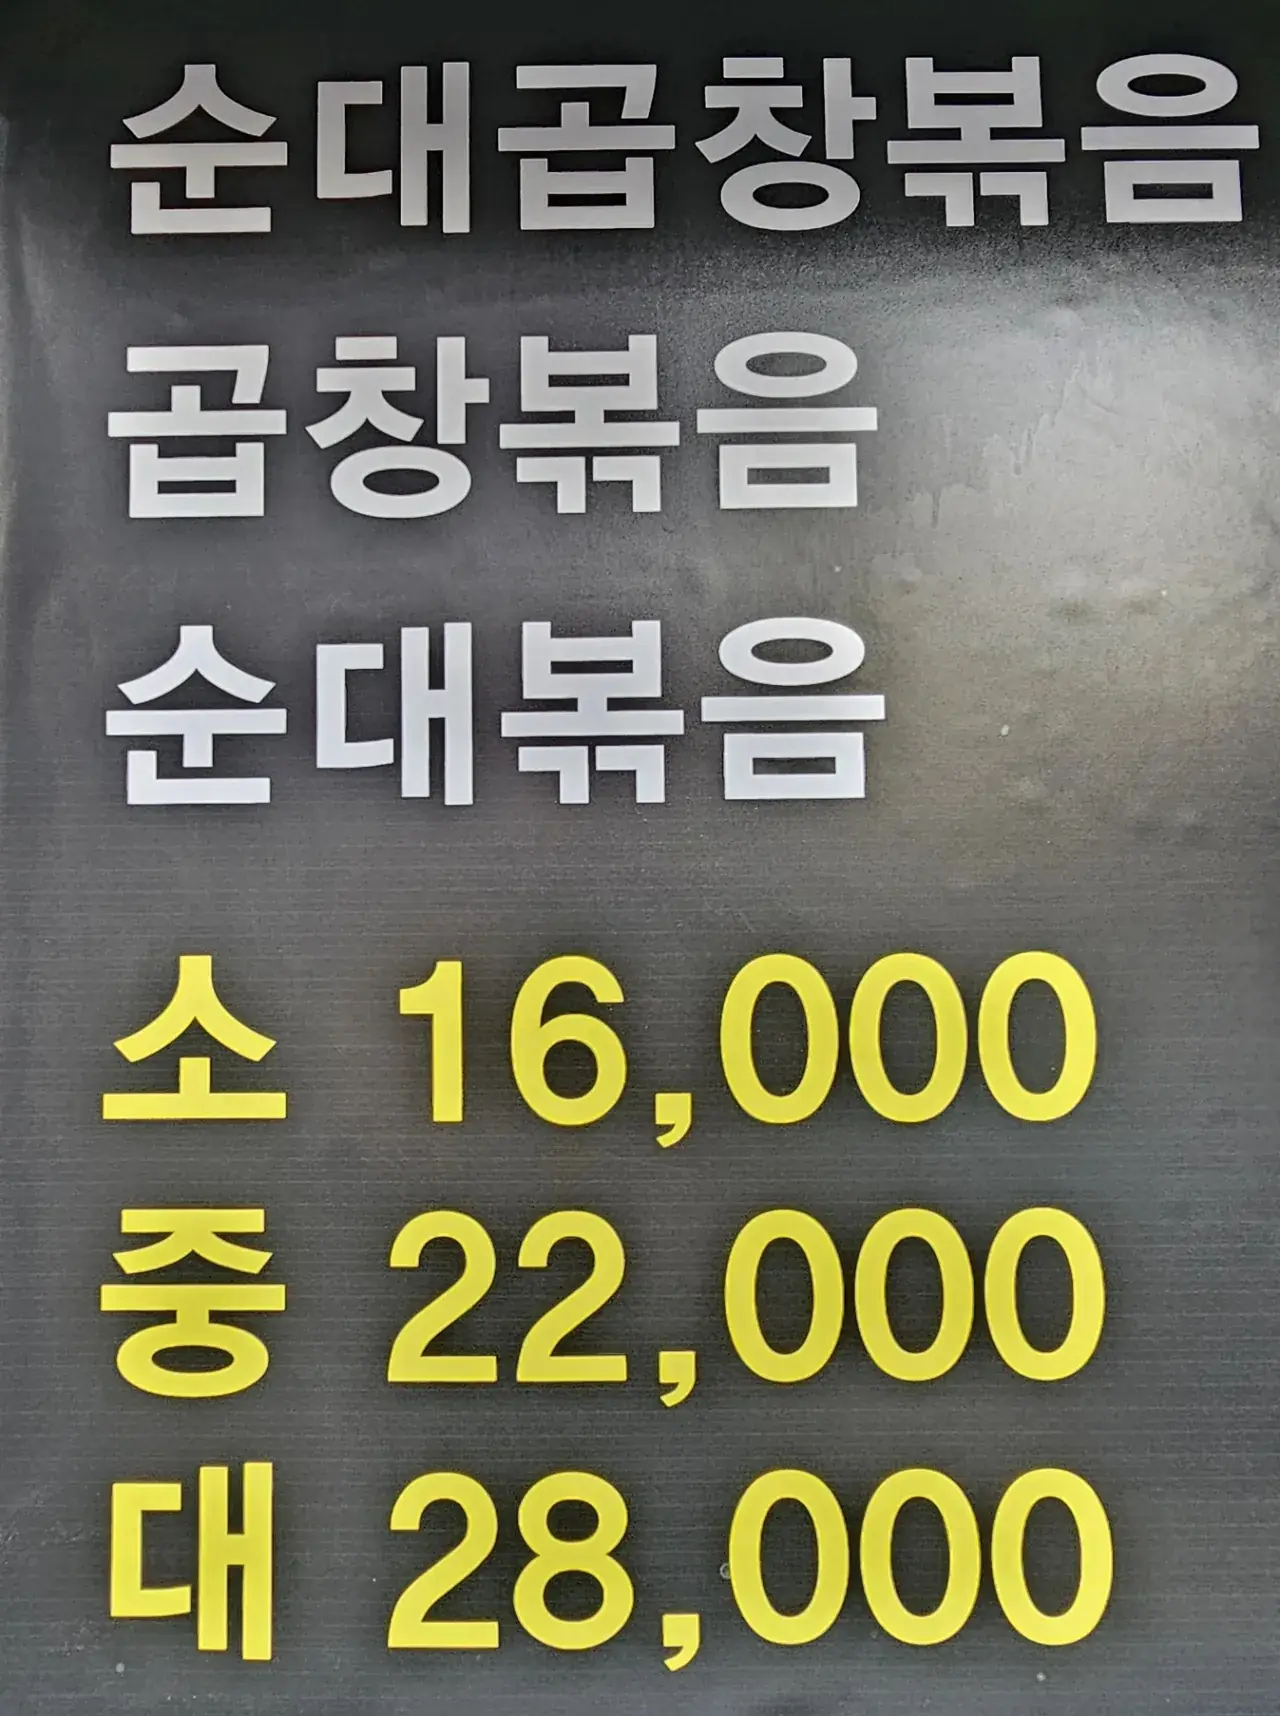 순대곱창볶음
곱창볶음
순대볶음
소 16,000
중 22,000
대 28,000